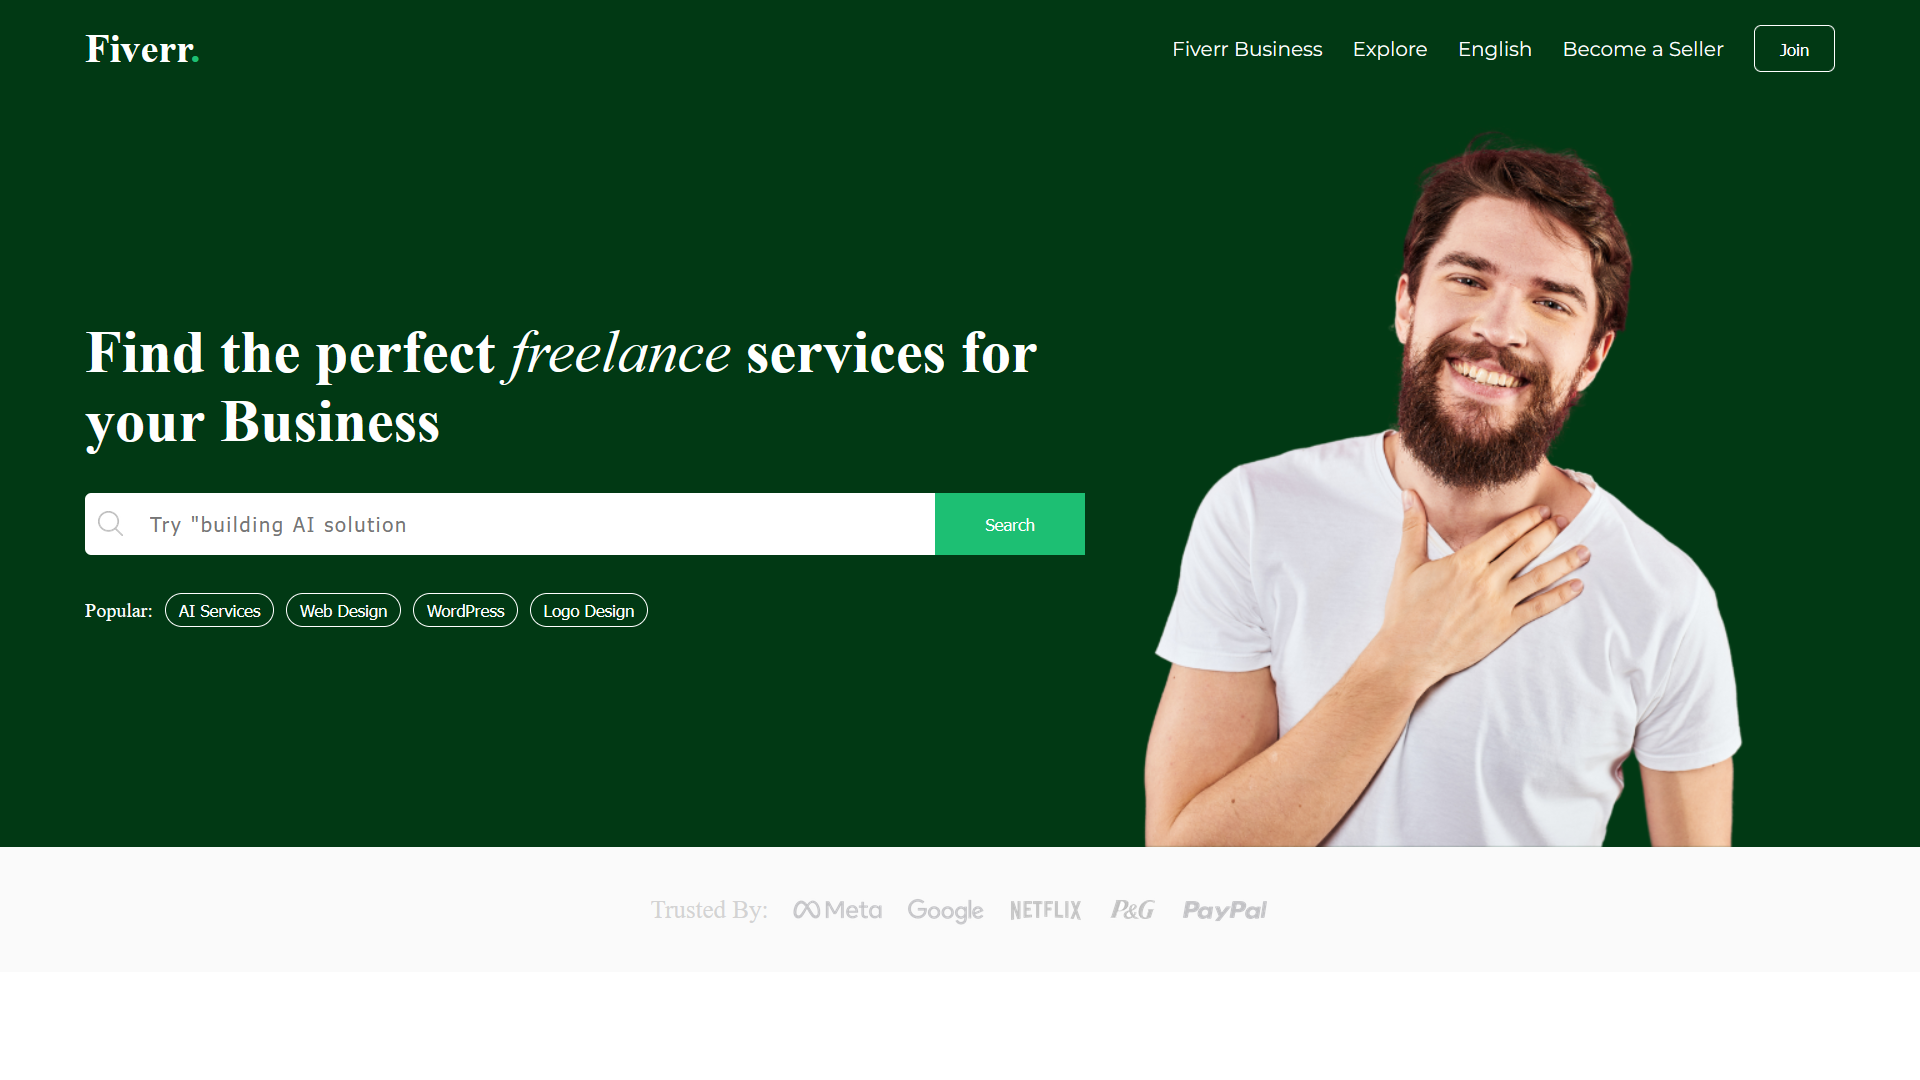 Fiverr.
Fiverr Business Explore English Become a Seller Join
Find the perfect freelance services for
your Business
Try "building AI solution
Search
Popular: AI Services Web Design WordPress Logo Design
Trusted By: Meta Google NETFLIX P&G PayPal